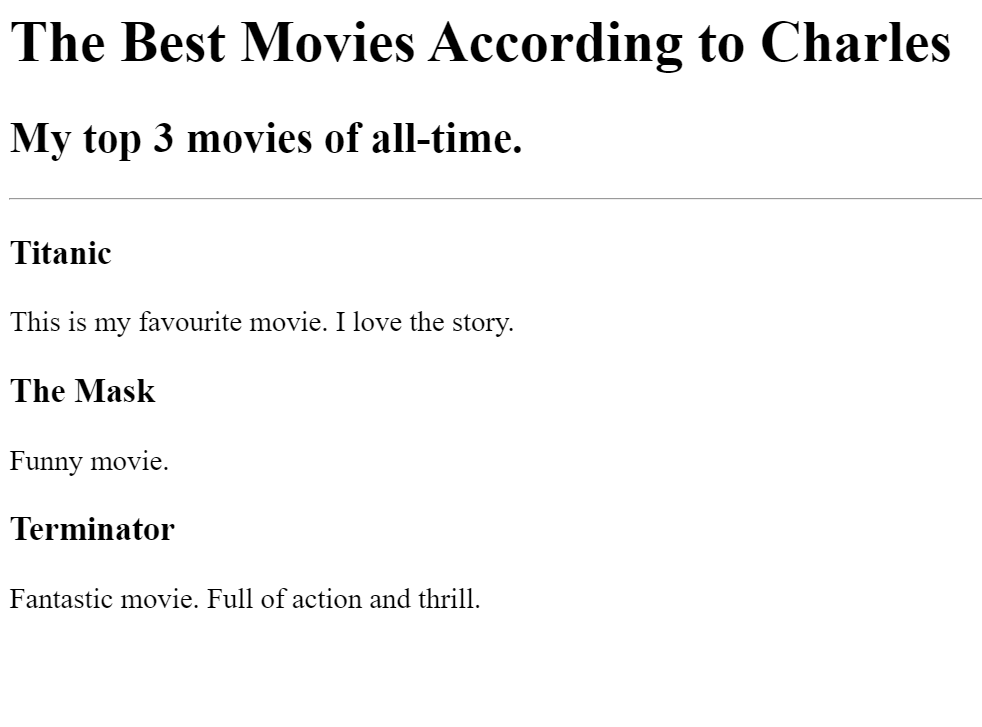 The Best Movies According to Charles
My top 3 movies of all-time.
Titanic
This is my favourite movie. I love the story.
The Mask
Funny movie.
Terminator
Fantastic movie. Full of action and thrill.